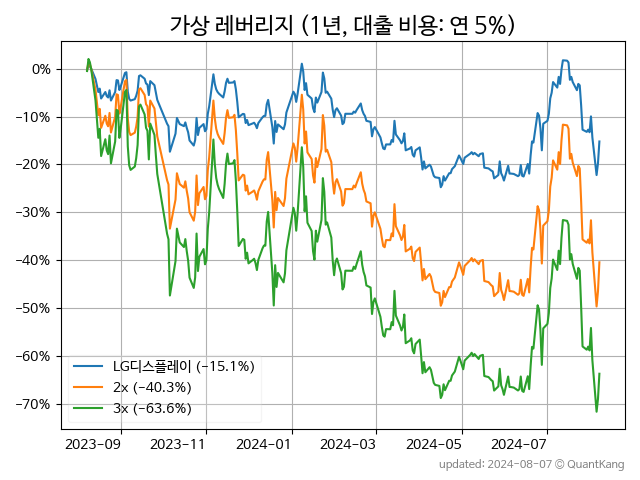 가상 레버리지 (1년, 대출 비용: 연 5%)
0%
−10%
−20%
−30%
−40%
−50%
−60%
−70%
LG디스플레이 (−15.1%)
2x (−40.3%)
3x (−63.6%)
2023-09 2023-11 2024-01 2024-03 2024-05 2024-07
updated: 2024-08-07 © QuantKang